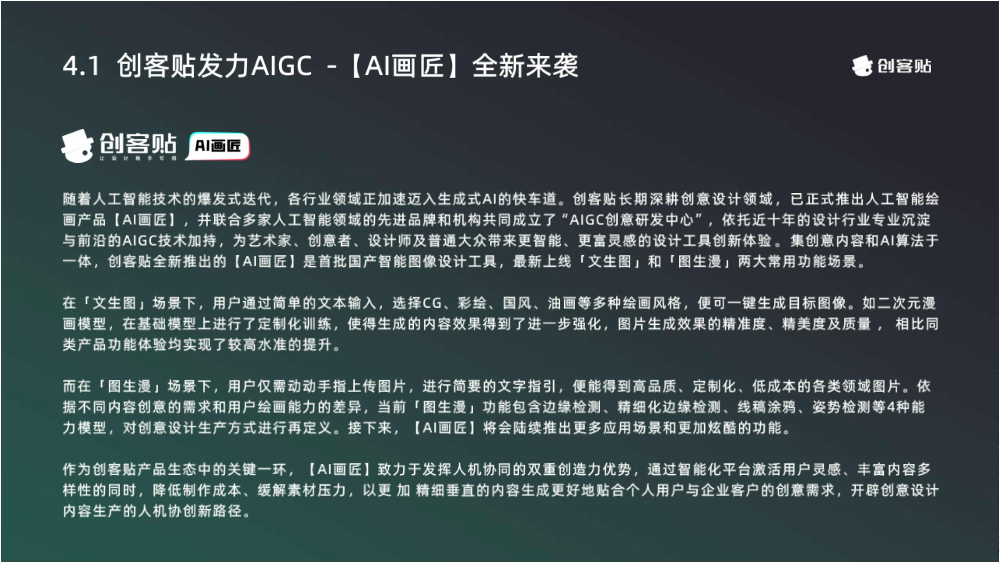 4.1 创客贴发力AIGC -【AI画匠】全新来袭
创客贴
创客贴
让设计触手可得
AI画匠
随着人工智能技术的爆发式迭代，各行业领域正加速迈入生成式AI的快车道。创客贴长期深耕创意设计领域，已正式推出人工智能绘
画产品【AI画匠】，并联合多家人工智能领域的先进品牌和机构共同成立了“AIGC创意研发中心”，依托近十年的设计行业专业沉淀
与前沿的AIGC技术加持，为艺术家、创意者、设计师及普通大众带来更智能、更富灵感的设计工具创新体验。集创意内容和AI算法于
一体，创客贴全新推出的【AI画匠】是首批国产智能图像设计工具，最新上线「文生图」和「图生漫」两大常用功能场景。
在「文生图」场景下，用户通过简单的文本输入，选择CG、彩绘、国风、油画等多种绘画风格，便可一键生成目标图像。如二次元漫
画模型，在基础模型上进行了定制化训练，使得生成的内容效果得到了进一步强化，图片生成效果的精准度、精美度及质量， 相比同
类产品功能体验均实现了较高水准的提升。
而在「图生漫」场景下，用户仅需动动手指上传图片，进行简要的文字指引，便能得到高品质、定制化、低成本的各类领域图片。依
据不同内容创意的需求和用户绘画能力的差异，当前「图生漫」功能包含边缘检测、精细化边缘检测、线稿涂鸦、姿势检测等4种能
力模型，对创意设计生产方式进行再定义。接下来，【AI画匠】将会陆续推出更多应用场景和更加炫酷的功能。
作为创客贴产品生态中的关键一环，【AI画匠】致力于发挥人机协同的双重创造力优势，通过智能化平台激活用户灵感、丰富内容多
样性的同时，降低制作成本、缓解素材压力，以更 加 精细垂直的内容生成更好地贴合个人用户与企业客户的创意需求，开辟创意设计
内容生产的人机协创新路径。